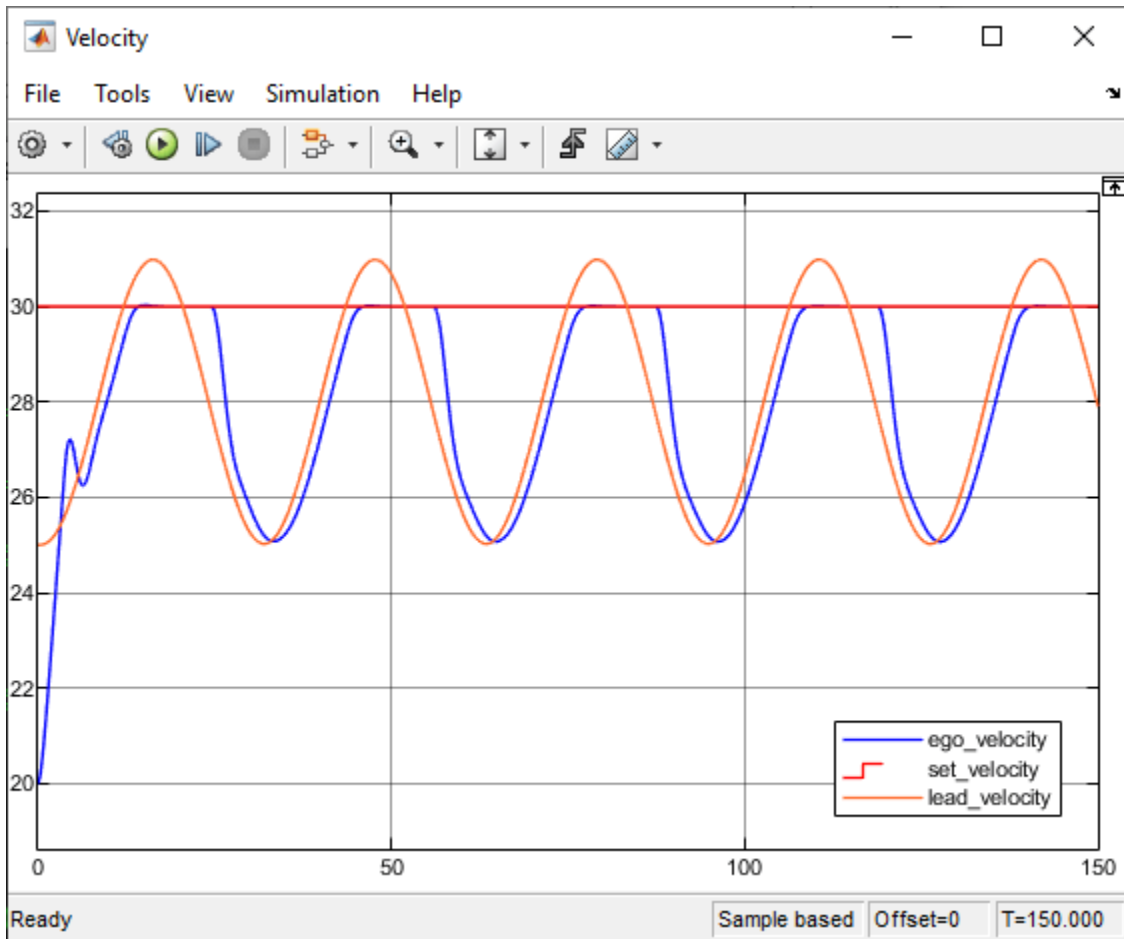 Velocity
File Tools View Simulation Help
32
30
28
26
24
22
20
ego_velocity
set_velocity
lead_velocity
0 50 100 150
Ready Sample based Offset=0 T=150.000